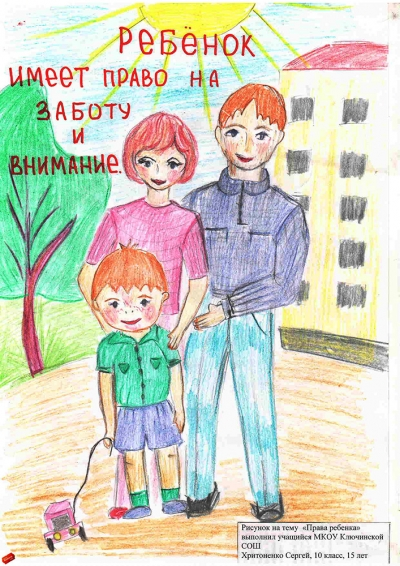 РЕБЁНОК
ИМЕЕТ ПРАВО НА
ЗАБОТУ
И
ВНИМАНИЕ.
Рисунок на тему «Права ребенка»
выполнил учащийся МКОУ Ключинской
СОШ
Хритоненко Сергей, 10 класс, 15 лет